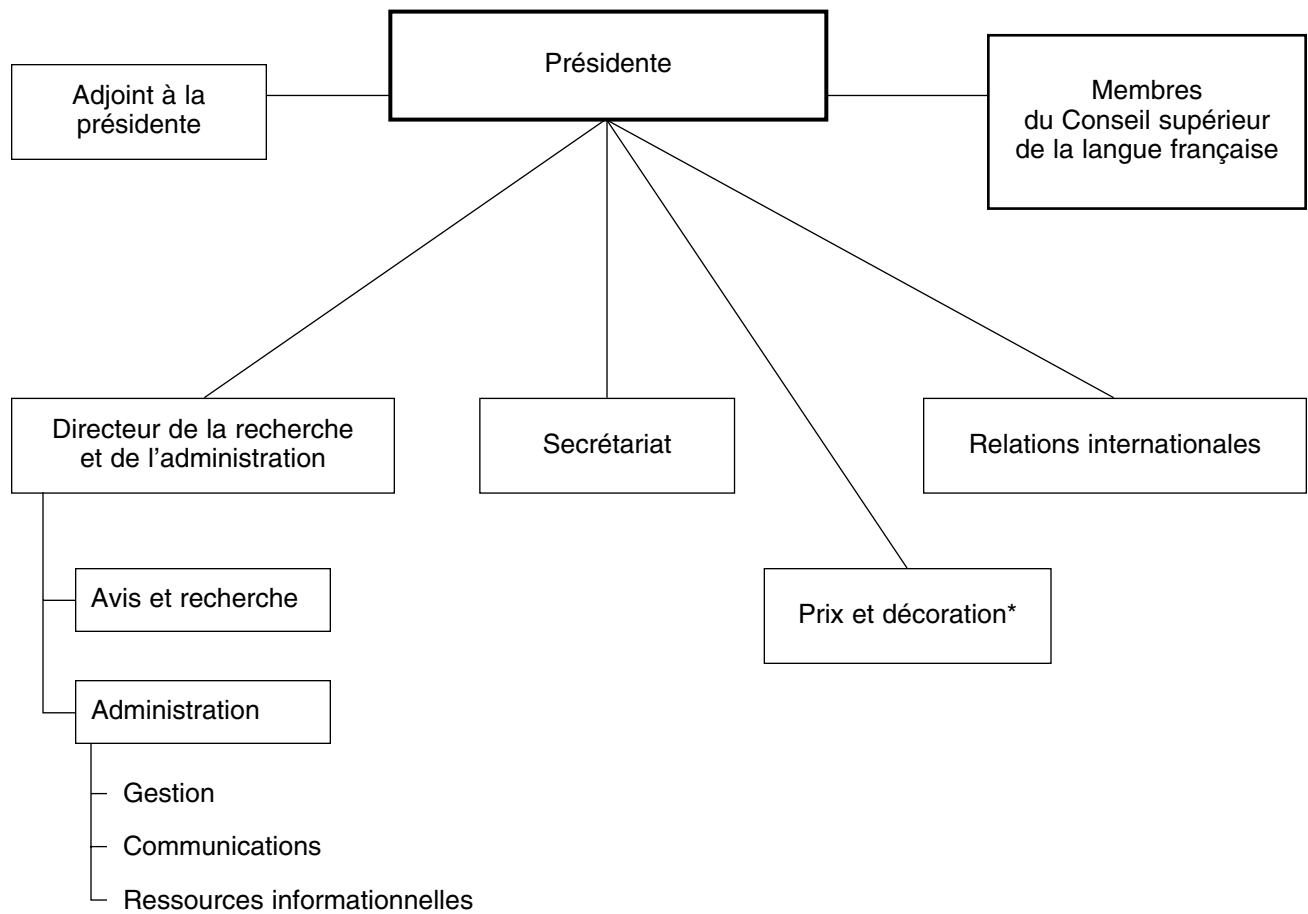 Présidente
Adjoint à la
présidente
Membres
du Conseil supérieur
de la langue française
Directeur de la recherche
et de l'administration
Secrétariat
Relations internationales
Avis et recherche
Prix et décoration*
Administration
Gestion
Communications
Ressources informationnelles